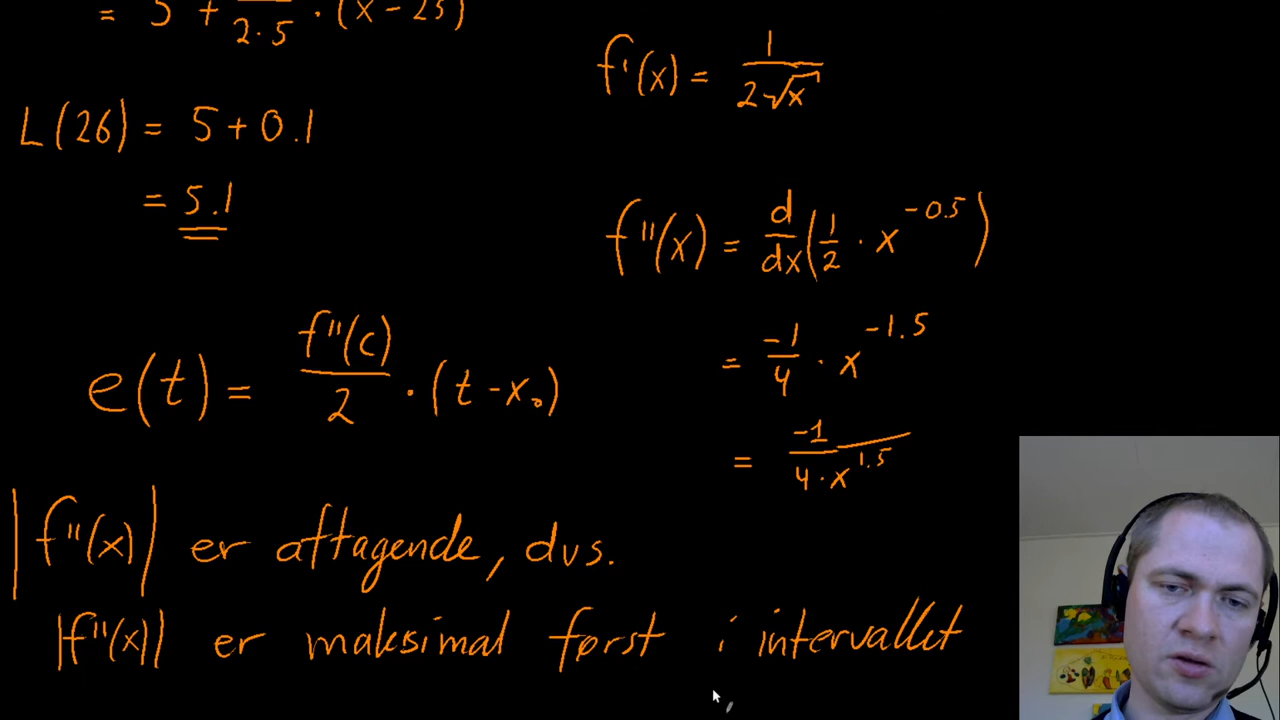 = 5 + 2·5 · (x - 25)
L(26) = 5 + 0.1
= 5.1
e(t) = f''(c)/2 · (t - x₀)
f'(x) = 1/(2√x)
f''(x) = d/dx (1/2 · x^-0.5)
= -1/4 · x^-1.5
= -1/(4 · x^1.5)
|f''(x)| er aftagende, dvs.
|f''(x)| er maksimal først i intervallet